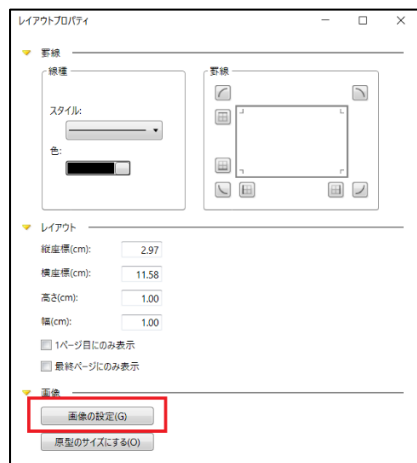 レイアウトプロパティ
罫線
線種
スタイル:
色:
罫線
レイアウト
縦座標(cm): 2.97
横座標(cm): 11.58
高さ(cm): 1.00
幅(cm): 1.00
1ページ目にのみ表示
最終ページにのみ表示
画像
画像の設定(G)
原型のサイズにする(O)